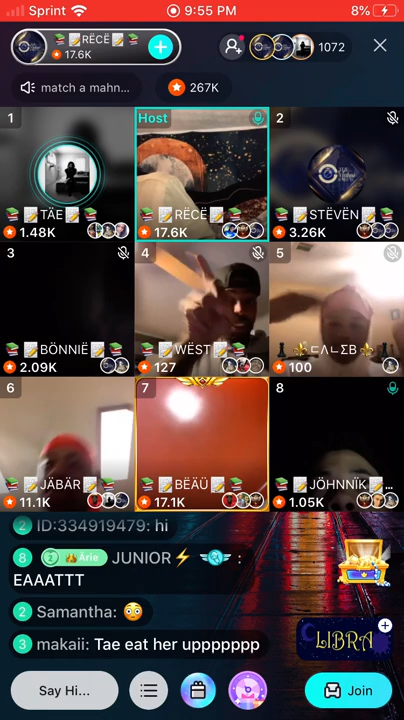 Sprint 9:55 PM 8%
📚📝RËCË📝📚
17.6K
1072
match a mahn...
267K
1
Host
2
📚📝TÄE📝📚
1.48K
📚📝RËCË📝📚
17.6K
📚📝STËVËN📝📚
3.26K
3
4
5
📚📝BÖNNIË📝📚
2.09K
📚📝WËST📝📚
127
♟⚜ㄷΛㄴΣB⚜♟
100
6
7
8
📚📝JÄBÄR📝📚
11.1K
📚📝BËÄÜ📝📚
17.1K
📚📝JÖHNNÏK📝...
1.05K
2 ID:334919479: hi
8 2 Arie JUNIOR⚡ :
EAAATTT
2 Samantha: 😳
3 makaii: Tae eat her uppppppp
LIBRA
Say Hi...
Join